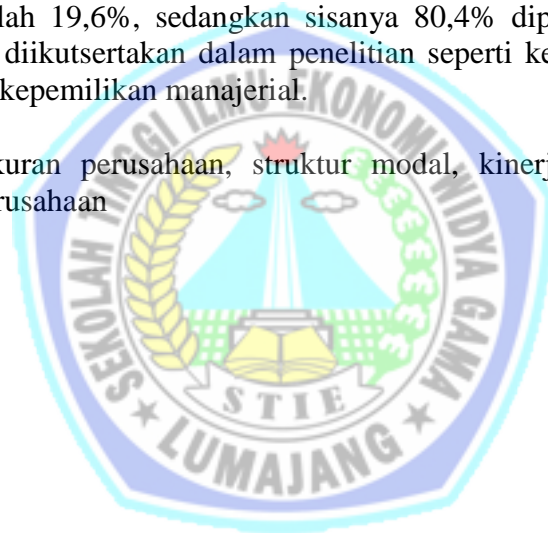 lah 19,6%, sedangkan sisanya 80,4% dip
diikutsertakan dalam penelitian seperti ke
kepemilikan manajerial.
kuran perusahaan, struktur modal, kinerj
rusahaan
SEKOLAH TINGGI ILMU EKONOMI WIDYA GAMA
STIE
LUMAJANG